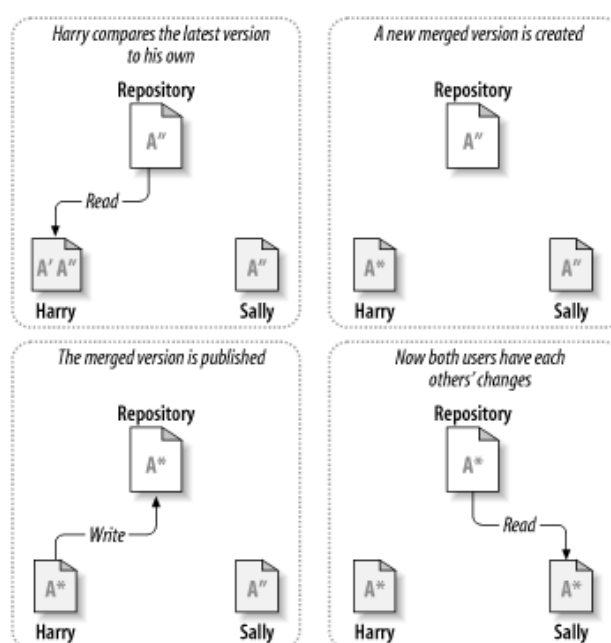 Harry compares the latest version
to his own
Repository
A″
Read
A′ A″
A″
Harry
Sally
A new merged version is created
Repository
A″
A*
A″
Harry
Sally
The merged version is published
Repository
A*
Write
A*
A″
Harry
Sally
Now both users have each
others’ changes
Repository
A*
Read
A*
A*
Harry
Sally